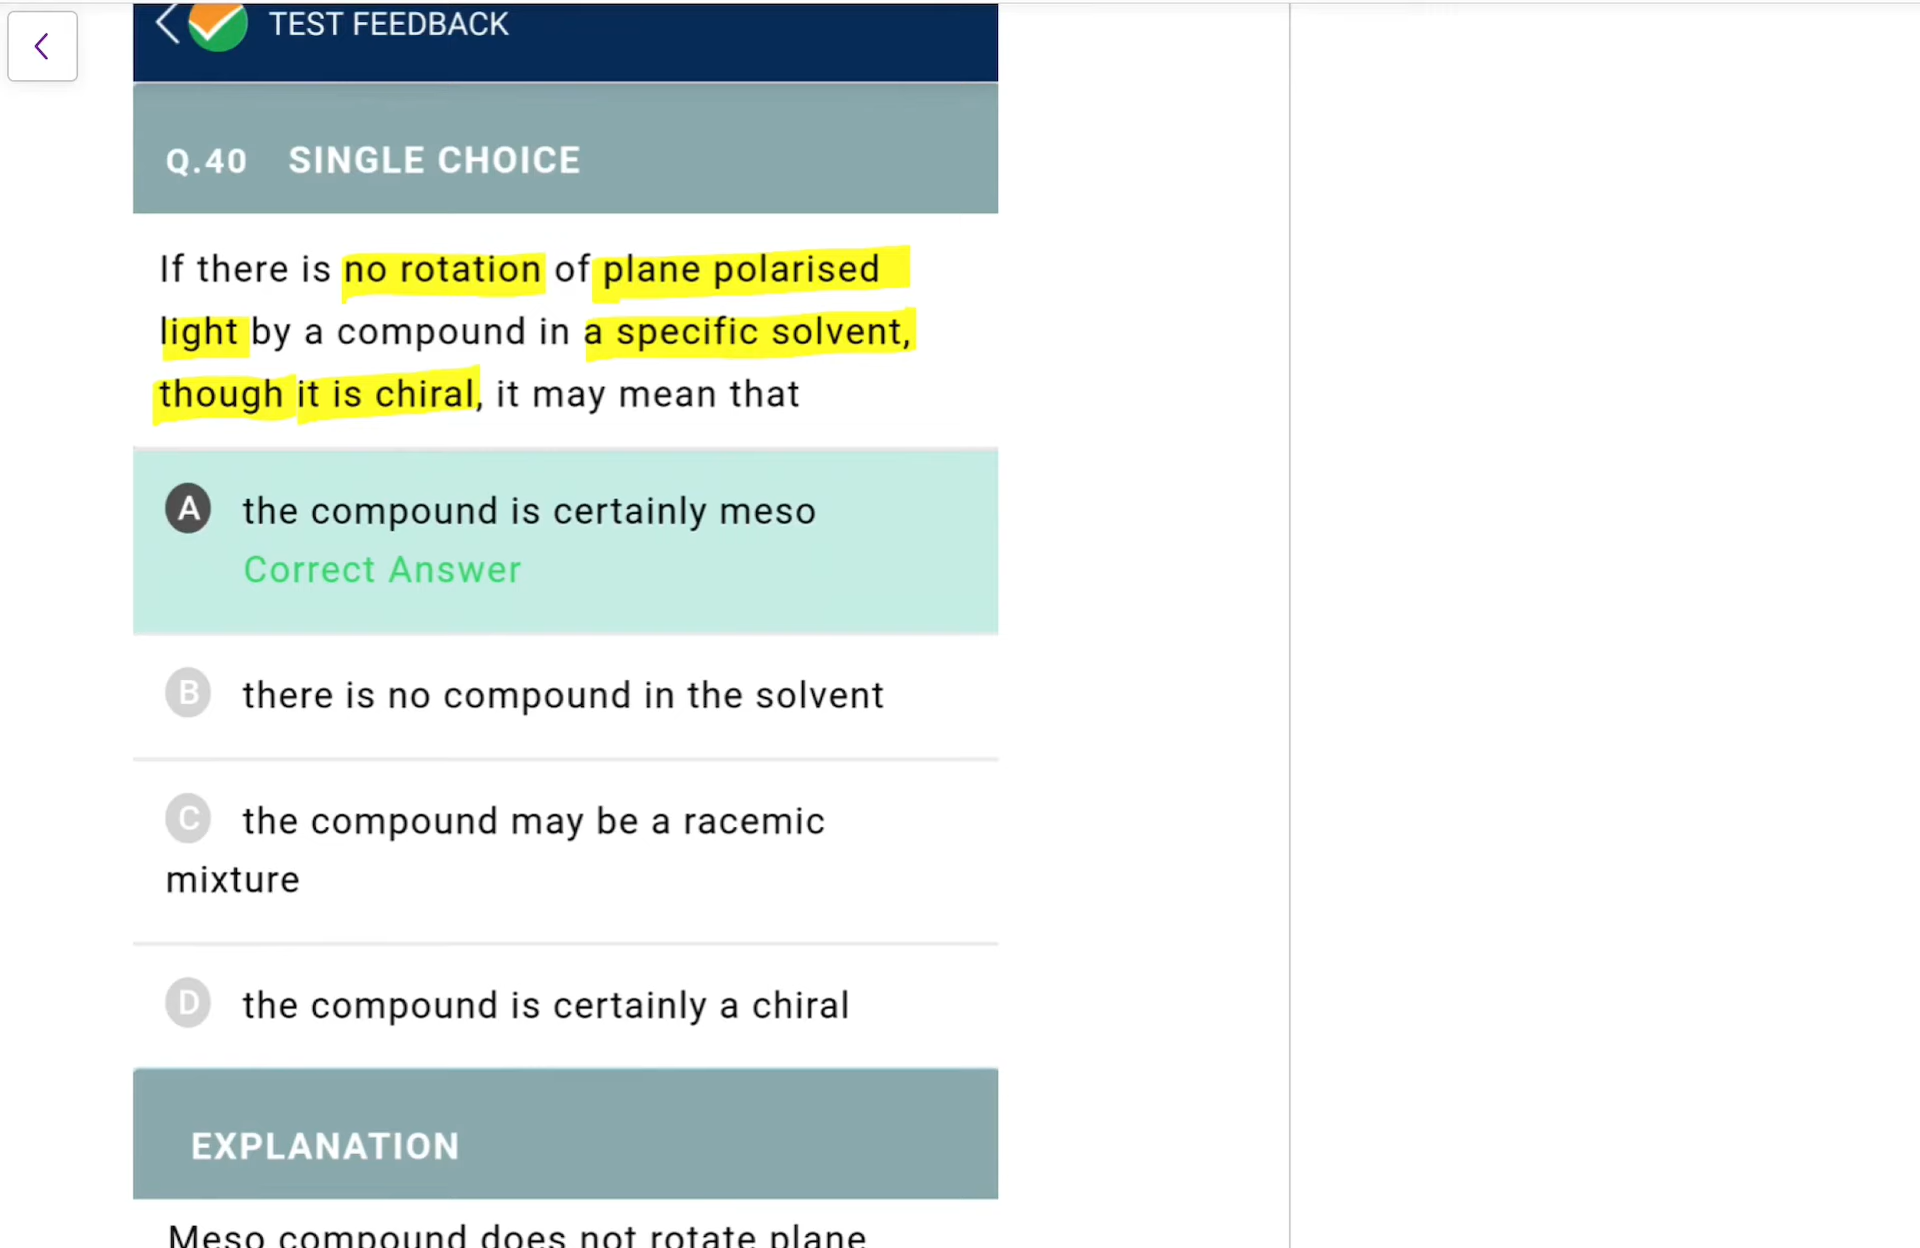 TEST FEEDBACK
Q.40 SINGLE CHOICE
If there is no rotation of plane polarised
light by a compound in a specific solvent,
though it is chiral, it may mean that
A the compound is certainly meso
Correct Answer
B there is no compound in the solvent
C the compound may be a racemic
mixture
D the compound is certainly a chiral
EXPLANATION
Meso compound does not rotate plane